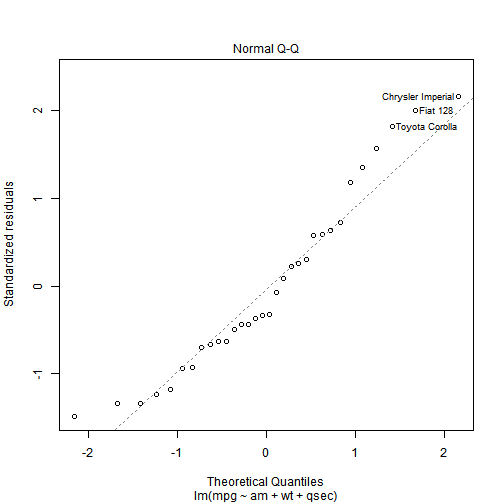 Normal Q-Q
Standardized residuals
2
1
0
-1
Chrysler Imperial
Fiat 128
Toyota Corolla
-2
-1
0
1
2
Theoretical Quantiles
lm(mpg ~ am + wt + qsec)